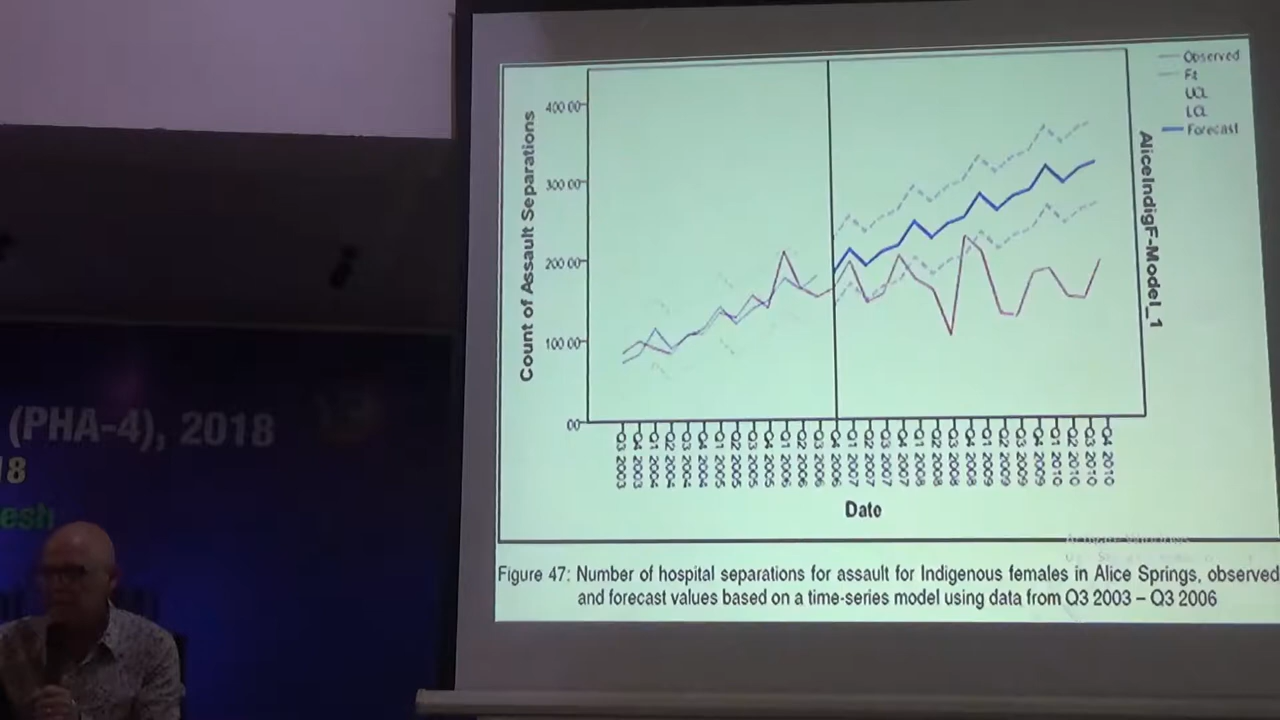 (PHA-4), 2018
18
esh
400 00
300 00
200 00
100 00
00
Count of Assault Separations
Observed
Fit
UCL
LCL
Forecast
AliceIndigF-Model_1
Q3 2003
Q4 2003
Q1 2004
Q2 2004
Q3 2004
Q4 2004
Q1 2005
Q2 2005
Q3 2005
Q4 2005
Q1 2006
Q2 2006
Q3 2006
Q4 2006
Q1 2007
Q2 2007
Q3 2007
Q4 2007
Q1 2008
Q2 2008
Q3 2008
Q4 2008
Q1 2009
Q2 2009
Q3 2009
Q4 2009
Q1 2010
Q2 2010
Q3 2010
Q4 2010
Date
Figure 47: Number of hospital separations for assault for Indigenous females in Alice Springs, observed
and forecast values based on a time-series model using data from Q3 2003 – Q3 2006